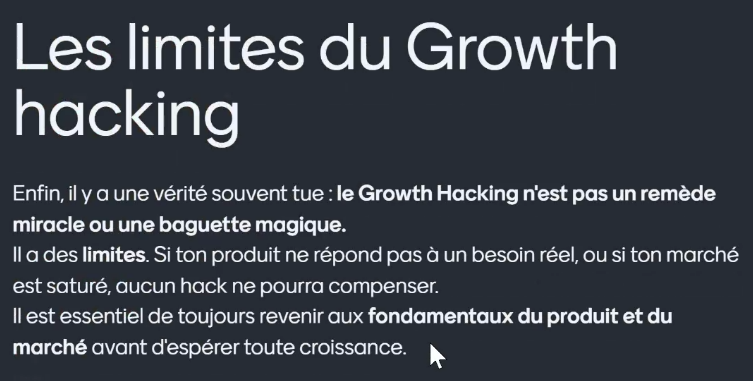 Les limites du Growth
hacking
Enfin, il y a une vérité souvent tue : le Growth Hacking n'est pas un remède
miracle ou une baguette magique.
Il a des limites. Si ton produit ne répond pas à un besoin réel, ou si ton marché
est saturé, aucun hack ne pourra compenser.
Il est essentiel de toujours revenir aux fondamentaux du produit et du
marché avant d'espérer toute croissance.